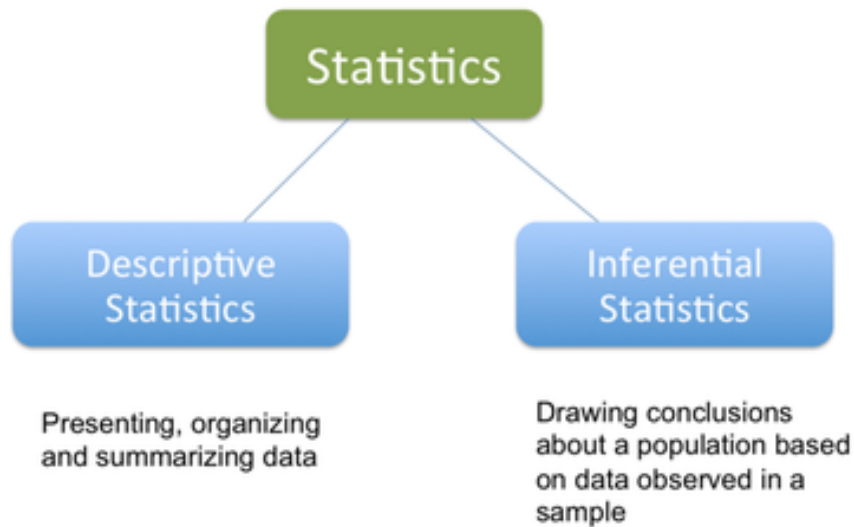 Statistics
Descriptive
Statistics
Inferential
Statistics
Presenting, organizing
and summarizing data
Drawing conclusions
about a population based
on data observed in a
sample